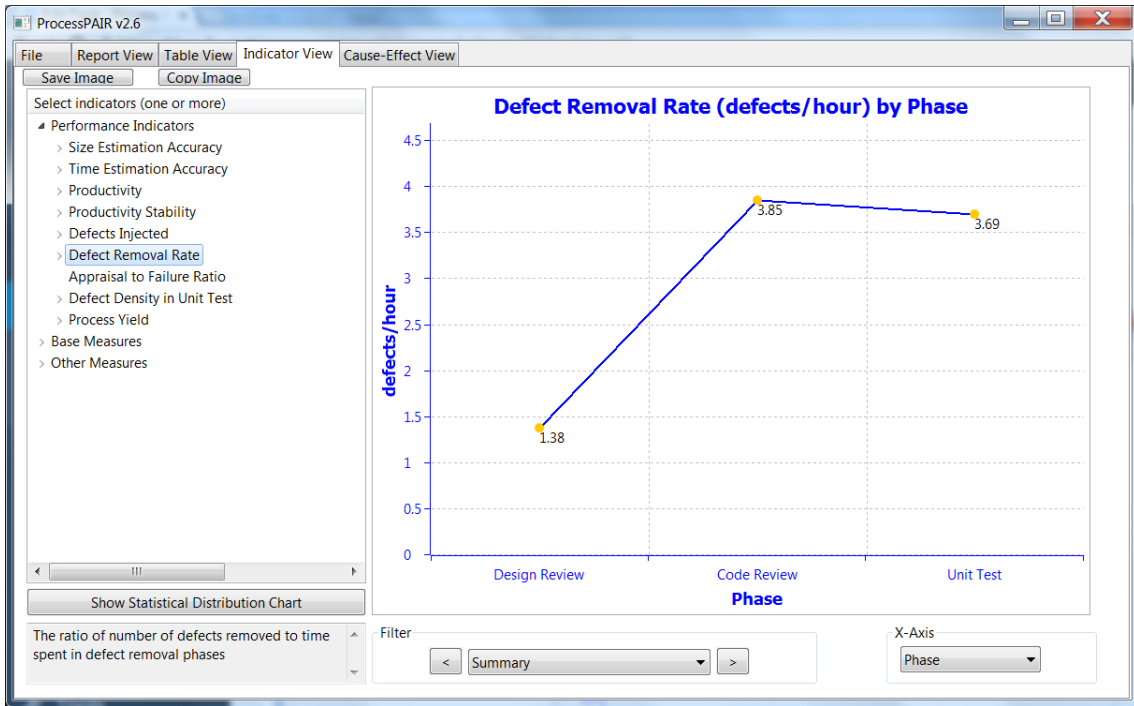 ProcessPAIR v2.6
File Report View Table View Indicator View Cause-Effect View
Save Image Copy Image
Select indicators (one or more)
Performance Indicators
Size Estimation Accuracy
Time Estimation Accuracy
Productivity
Productivity Stability
Defects Injected
Defect Removal Rate
Appraisal to Failure Ratio
Defect Density in Unit Test
Process Yield
Base Measures
Other Measures
Show Statistical Distribution Chart
The ratio of number of defects removed to time
spent in defect removal phases
Defect Removal Rate (defects/hour) by Phase
defects/hour
4.5
4
3.5
3
2.5
2
1.5
1
0.5
0
1.38
3.85
3.69
Design Review Code Review Unit Test
Phase
Filter
< Summary >
X-Axis
Phase